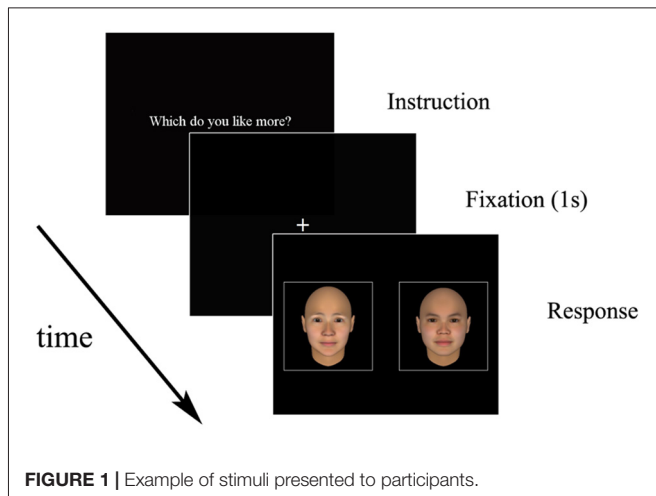 Which do you like more?
Instruction
Fixation (1s)
+
Response
time
FIGURE 1 | Example of stimuli presented to participants.